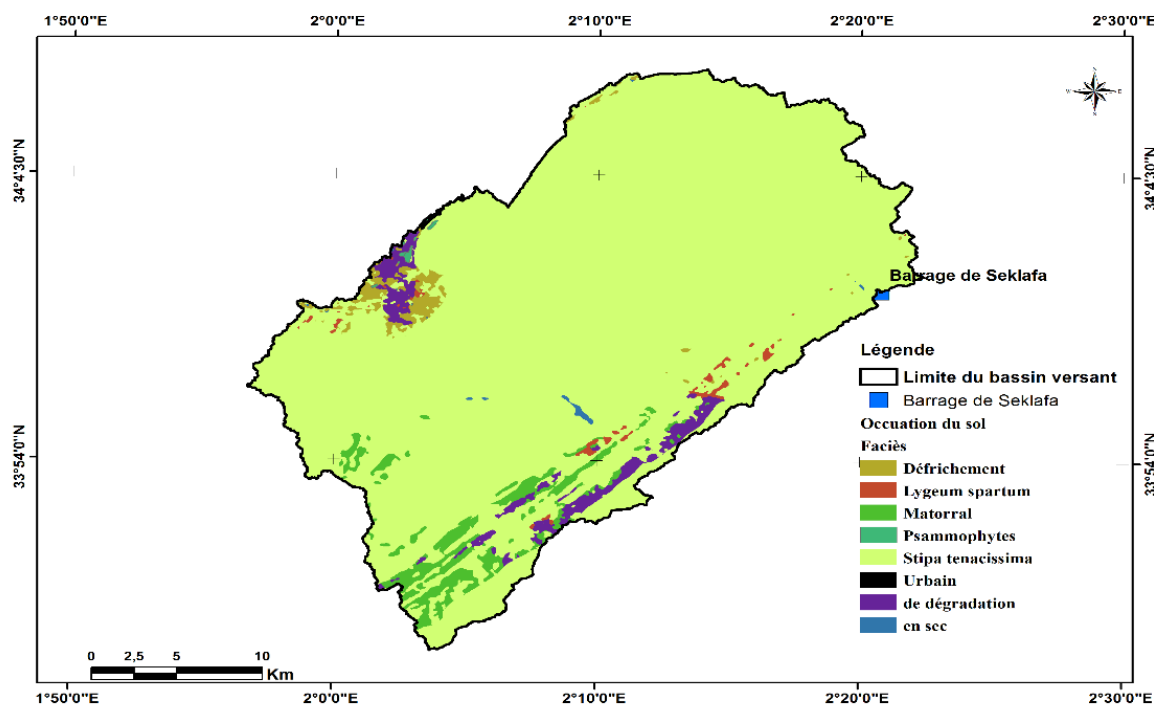 1°50'0"E 2°0'0"E 2°10'0"E 2°20'0"E 2°30'0"E
N
W E
S
34°4'30"N 34°4'30"N
Barrage de Seklafa
Légende
Limite du bassin versant
Barrage de Seklafa
Occuation du sol
Faciès
Défrichement
Lygeum spartum
Matorral
Psammophytes
Stipa tenacissima
Urbain
de dégradation
en sec
33°54'0"N 33°54'0"N
0 2,5 5 10
Km
1°50'0"E 2°0'0"E 2°10'0"E 2°20'0"E 2°30'0"E